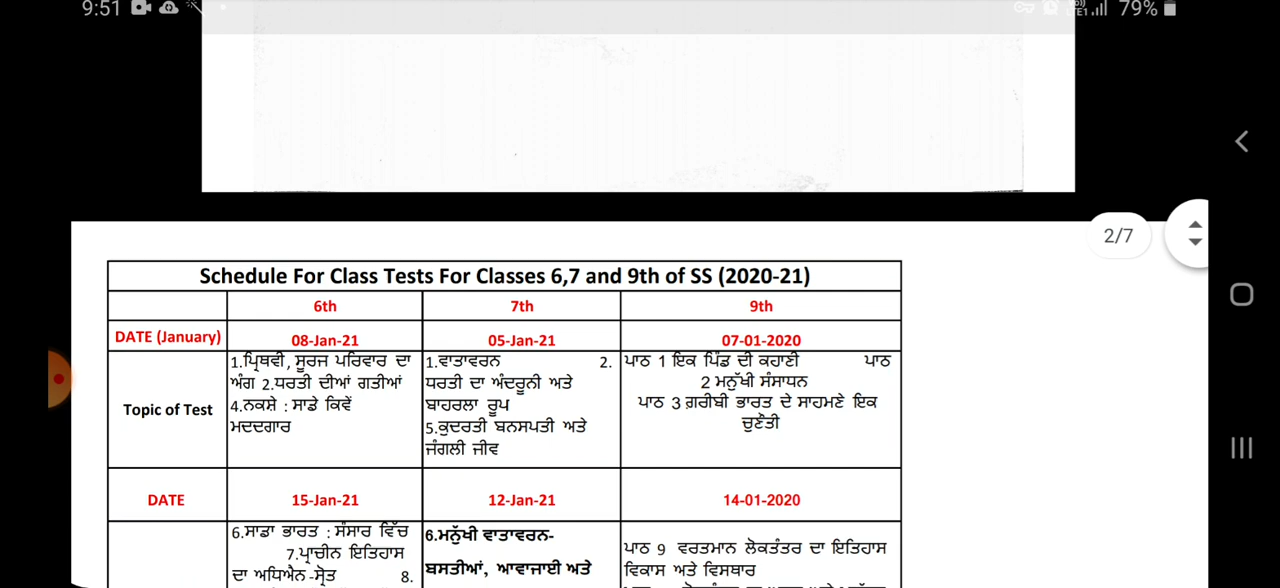 9:51
79%
2/7
Schedule For Class Tests For Classes 6,7 and 9th of SS (2020-21)
6th 7th 9th
DATE (January) 08-Jan-21 05-Jan-21 07-01-2020
Topic of Test
1.ਪ੍ਰਿਥਵੀ, ਸੂਰਜ ਪਰਿਵਾਰ ਦਾ
ਅੰਗ 2.ਧਰਤੀ ਦੀਆਂ ਗਤੀਆਂ
4.ਨਕਸ਼ੇ : ਸਾਡੇ ਕਿਵੇਂ
ਮਦਦਗਾਰ
1.ਵਾਤਾਵਰਨ 2.
ਧਰਤੀ ਦਾ ਅੰਦਰੂਨੀ ਅਤੇ
ਬਾਹਰਲਾ ਰੂਪ
5.ਕੁਦਰਤੀ ਬਨਸਪਤੀ ਅਤੇ
ਜੰਗਲੀ ਜੀਵ
ਪਾਠ 1 ਇਕ ਪਿੰਡ ਦੀ ਕਹਾਣੀ ਪਾਠ
2 ਮਨੁੱਖੀ ਸੰਸਾਧਨ
ਪਾਠ 3 ਗ਼ਰੀਬੀ ਭਾਰਤ ਦੇ ਸਾਹਮਣੇ ਇਕ
ਚੁਣੌਤੀ
DATE 15-Jan-21 12-Jan-21 14-01-2020
6.ਸਾਡਾ ਭਾਰਤ : ਸੰਸਾਰ ਵਿੱਚ
7.ਪ੍ਰਾਚੀਨ ਇਤਿਹਾਸ
ਦਾ ਅਧਿਐਨ-ਸ੍ਰੋਤ 8.
6.ਮਨੁੱਖੀ ਵਾਤਾਵਰਨ-
ਬਸਤੀਆਂ, ਆਵਾਜਾਈ ਅਤੇ
ਪਾਠ 9 ਵਰਤਮਾਨ ਲੋਕਤੰਤਰ ਦਾ ਇਤਿਹਾਸ
ਵਿਕਾਸ ਅਤੇ ਵਿਸਥਾਰ